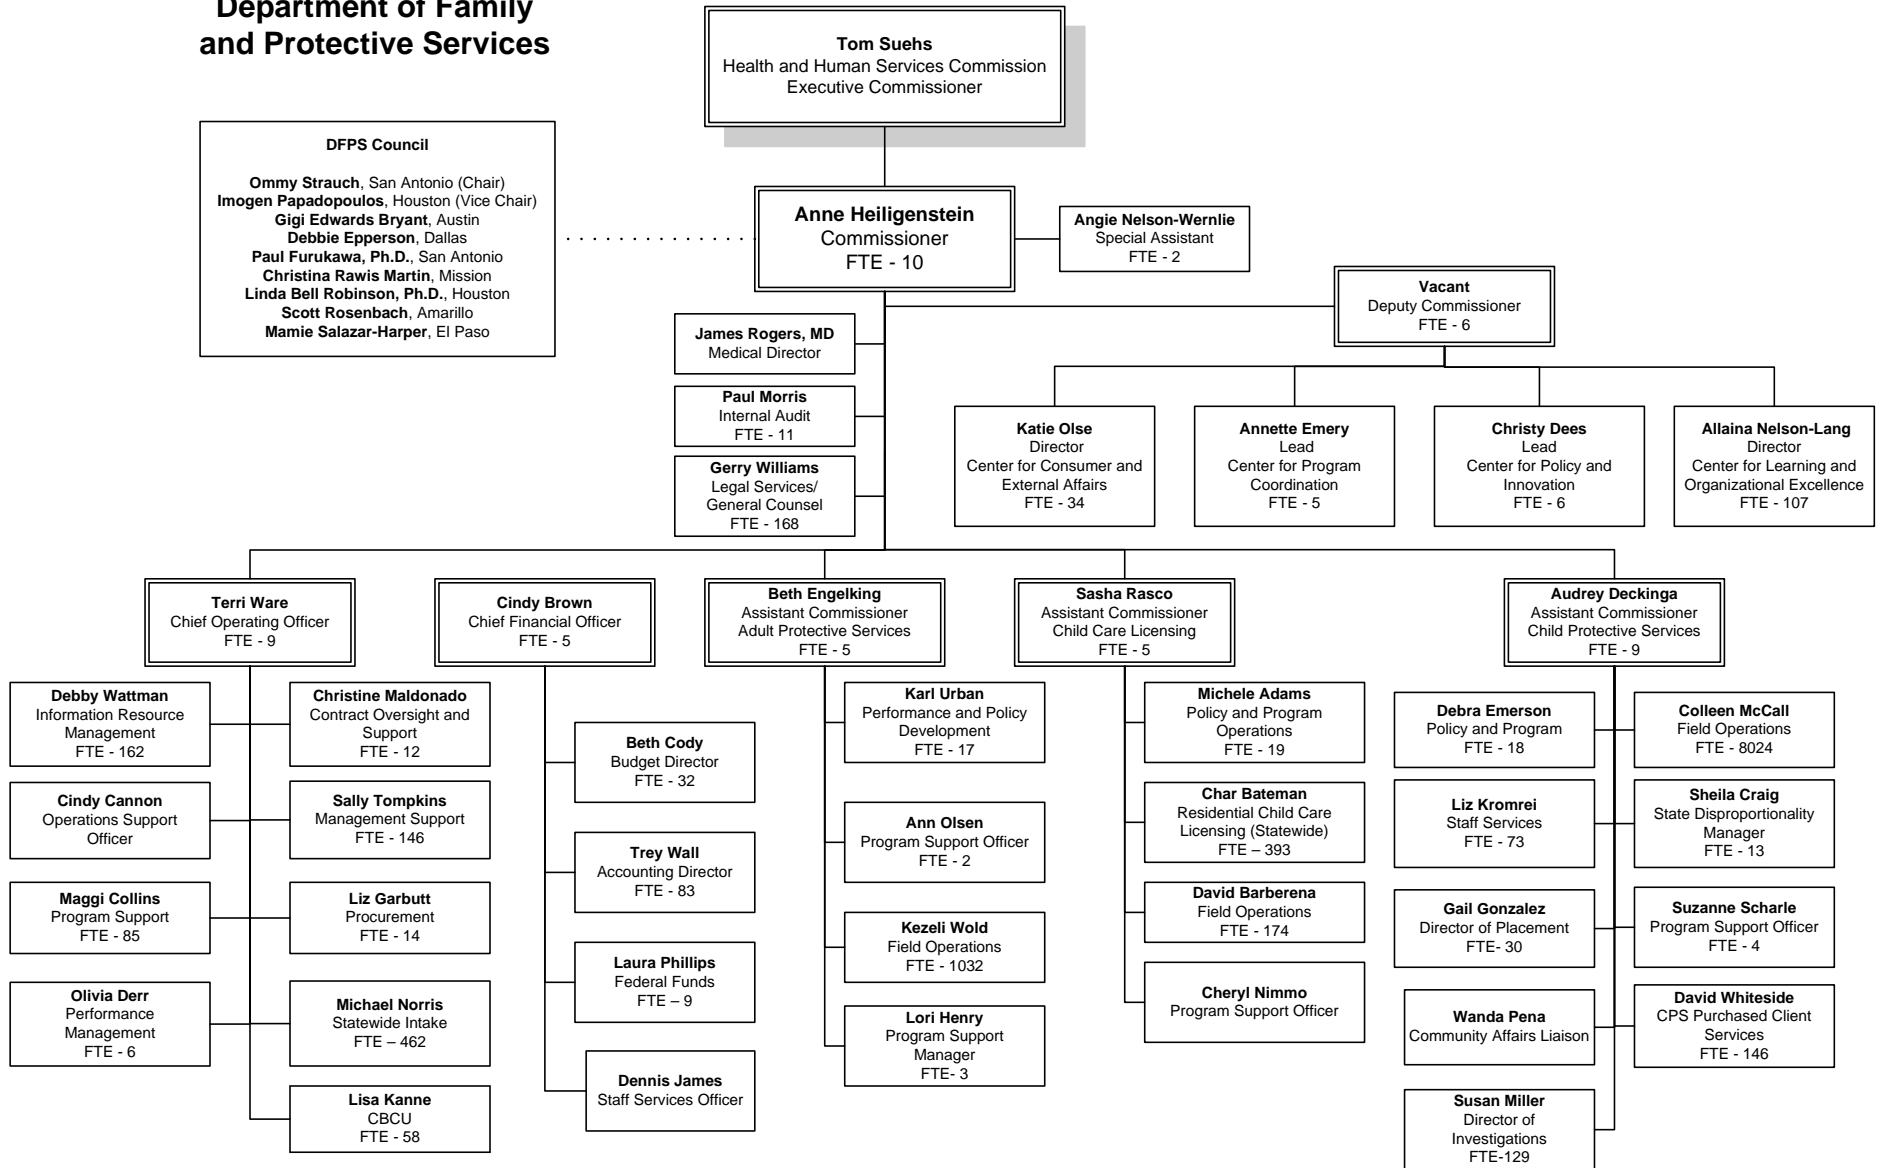 Department of Family
and Protective Services
Tom Suehs
Health and Human Services Commission
Executive Commissioner
DFPS Council
Ommy Strauch, San Antonio (Chair)
Imogen Papadopoulos, Houston (Vice Chair)
Gigi Edwards Bryant, Austin
Debbie Epperson, Dallas
Paul Furukawa, Ph.D., San Antonio
Christina Rawis Martin, Mission
Linda Bell Robinson, Ph.D., Houston
Scott Rosenbach, Amarillo
Mamie Salazar-Harper, El Paso
Anne Heiligenstein
Commissioner
FTE - 10
Angie Nelson-Wernlie
Special Assistant
FTE - 2
Vacant
Deputy Commissioner
FTE - 6
James Rogers, MD
Medical Director
Paul Morris
Internal Audit
FTE - 11
Gerry Williams
Legal Services/
General Counsel
FTE - 168
Katie Olse
Director
Center for Consumer and
External Affairs
FTE - 34
Annette Emery
Lead
Center for Program
Coordination
FTE - 5
Christy Dees
Lead
Center for Policy and
Innovation
FTE - 6
Allaina Nelson-Lang
Director
Center for Learning and
Organizational Excellence
FTE - 107
Terri Ware
Chief Operating Officer
FTE - 9
Cindy Brown
Chief Financial Officer
FTE - 5
Beth Engelking
Assistant Commissioner
Adult Protective Services
FTE - 5
Sasha Rasco
Assistant Commissioner
Child Care Licensing
FTE - 5
Audrey Deckinga
Assistant Commissioner
Child Protective Services
FTE - 9
Debby Wattman
Information Resource
Management
FTE - 162
Christine Maldonado
Contract Oversight and
Support
FTE - 12
Cindy Cannon
Operations Support
Officer
Sally Tompkins
Management Support
FTE - 146
Maggi Collins
Program Support
FTE - 85
Liz Garbutt
Procurement
FTE - 14
Olivia Derr
Performance
Management
FTE - 6
Michael Norris
Statewide Intake
FTE – 462
Lisa Kanne
CBCU
FTE - 58
Beth Cody
Budget Director
FTE - 32
Trey Wall
Accounting Director
FTE - 83
Laura Phillips
Federal Funds
FTE – 9
Dennis James
Staff Services Officer
Karl Urban
Performance and Policy
Development
FTE - 17
Ann Olsen
Program Support Officer
FTE - 2
Kezeli Wold
Field Operations
FTE - 1032
Lori Henry
Program Support
Manager
FTE- 3
Michele Adams
Policy and Program
Operations
FTE - 19
Char Bateman
Residential Child Care
Licensing (Statewide)
FTE – 393
David Barberena
Field Operations
FTE - 174
Cheryl Nimmo
Program Support Officer
Debra Emerson
Policy and Program
FTE - 18
Colleen McCall
Field Operations
FTE - 8024
Liz Kromrei
Staff Services
FTE - 73
Sheila Craig
State Disproportionality
Manager
FTE - 13
Gail Gonzalez
Director of Placement
FTE- 30
Suzanne Scharle
Program Support Officer
FTE - 4
Wanda Pena
Community Affairs Liaison
David Whiteside
CPS Purchased Client
Services
FTE - 146
Susan Miller
Director of
Investigations
FTE-129